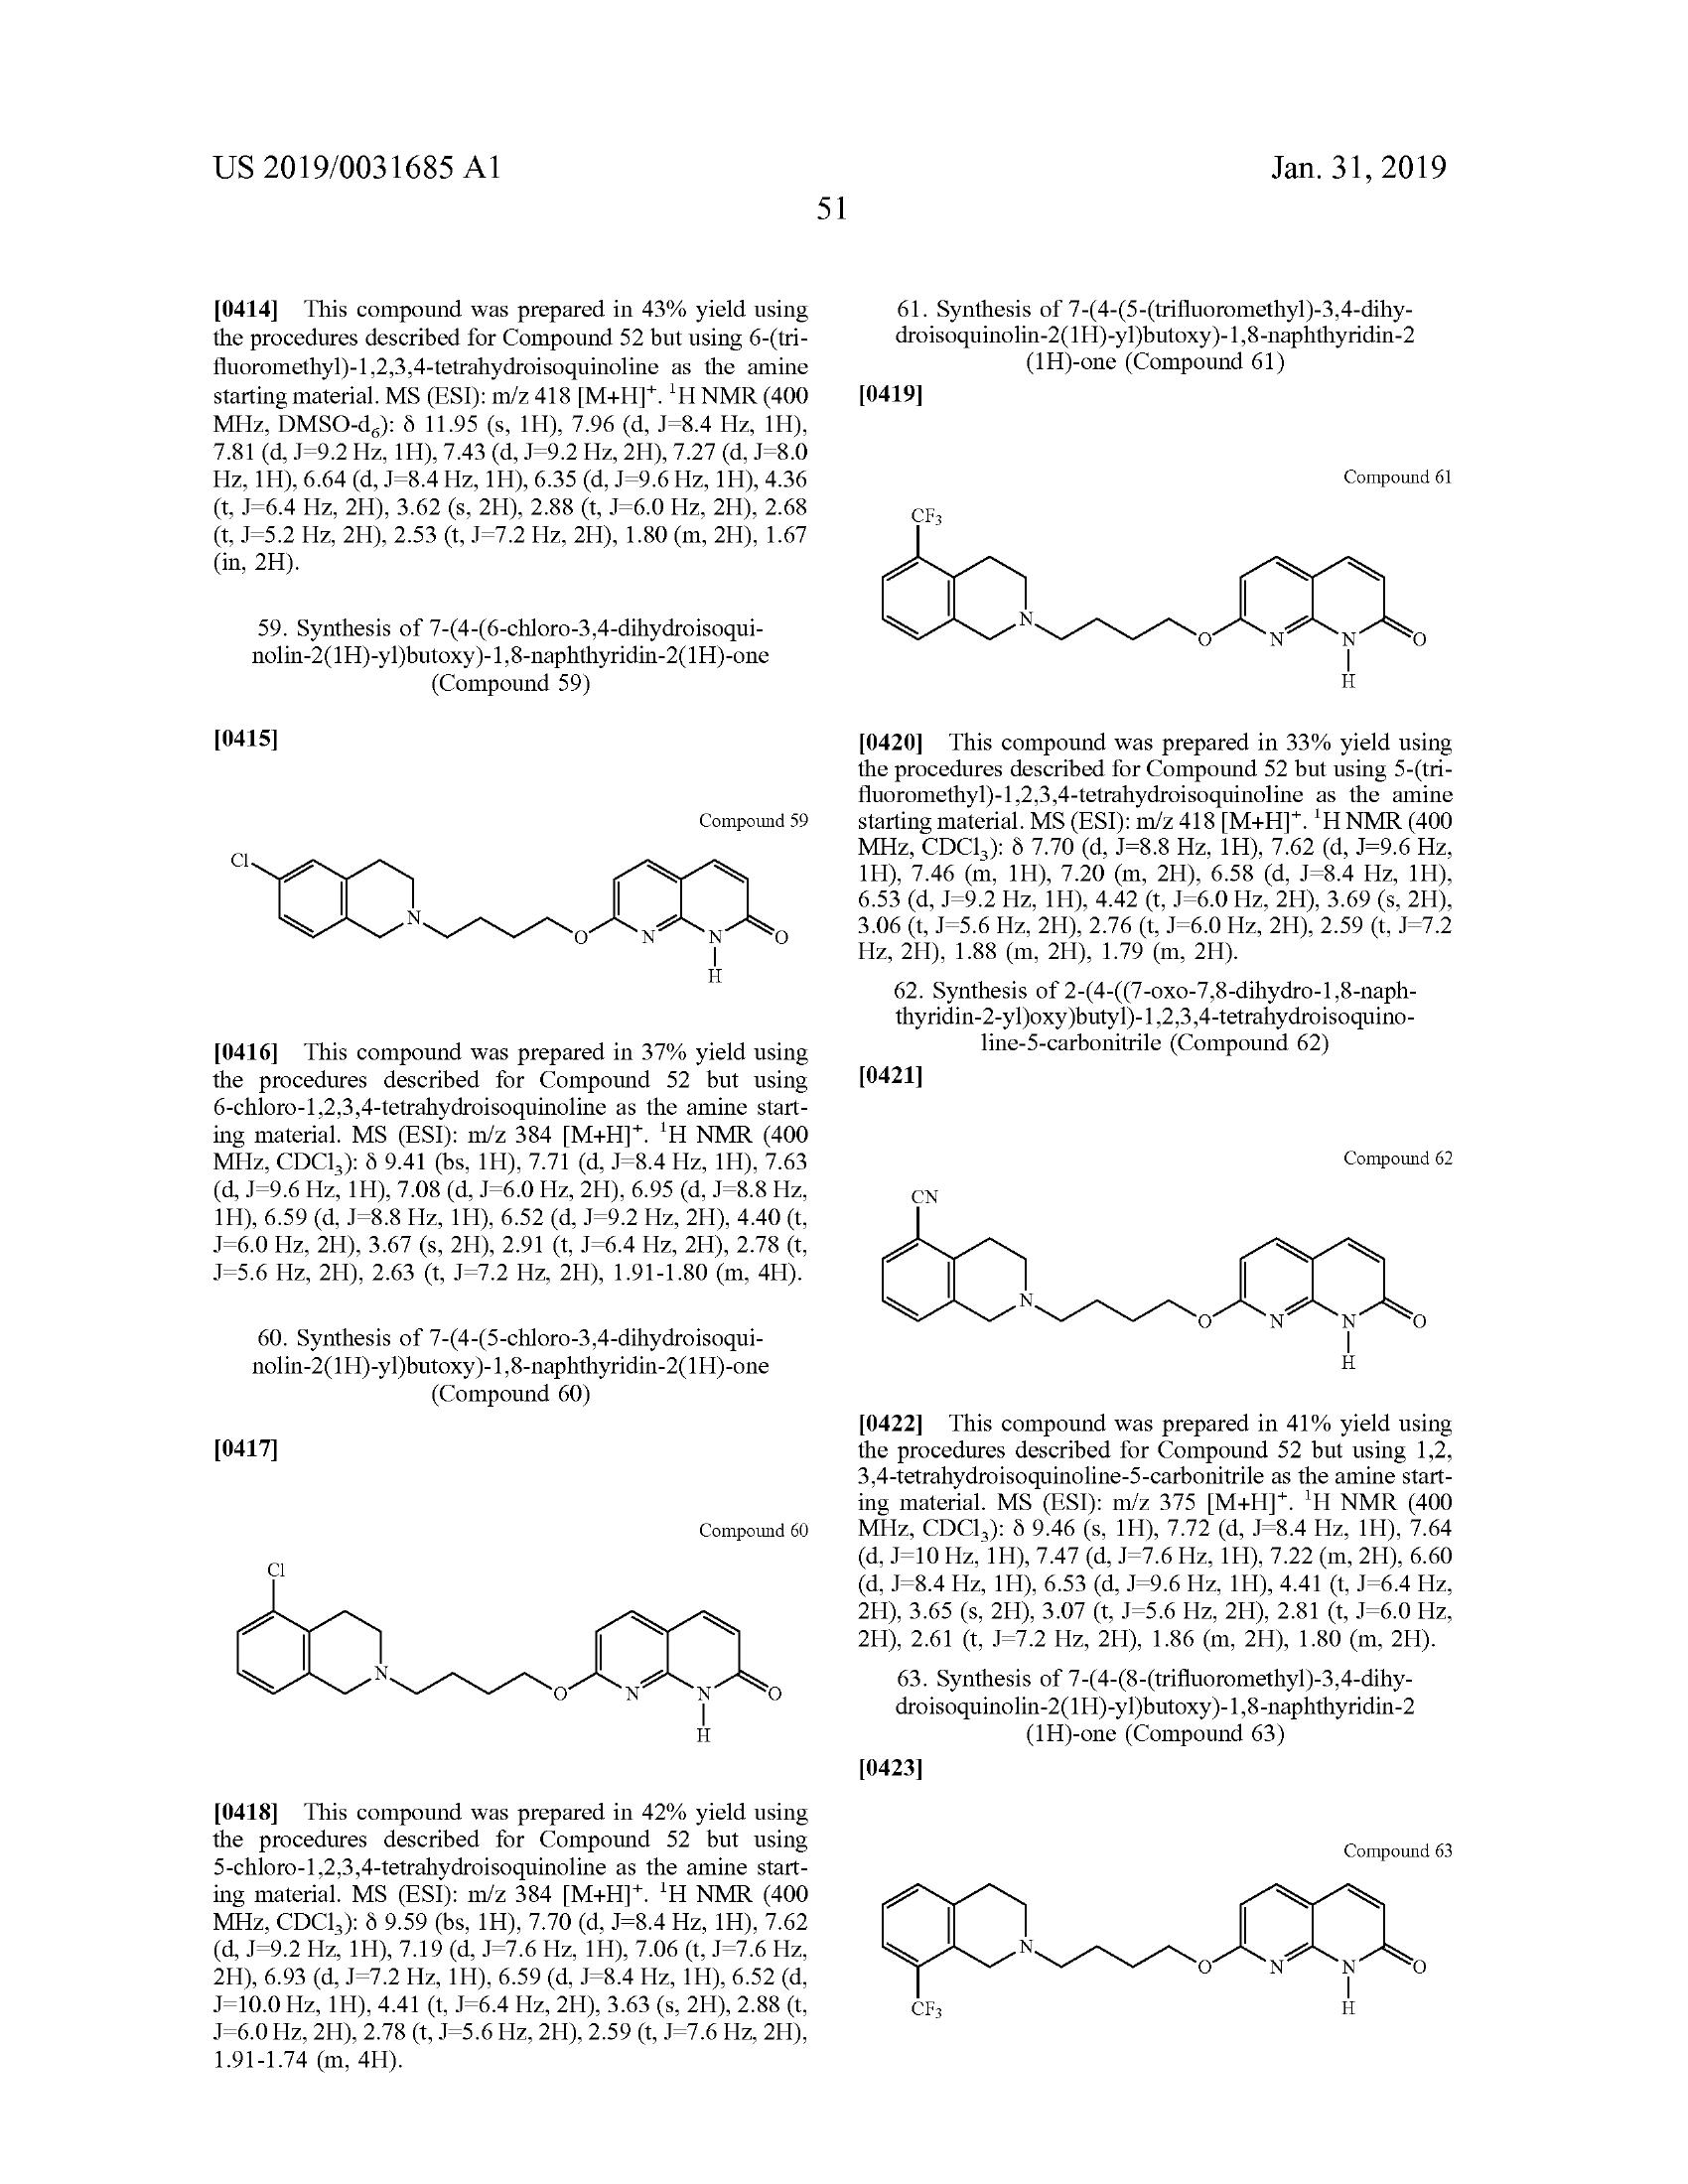 US 2019/0031685 A1
Jan. 31, 2019
51
[0414] This compound was prepared in 43% yield using
the procedures described for Compound 52 but using 6-(tri-
fluoromethyl)-1,2,3,4-tetrahydroisoquinoline as the amine
starting material. MS (ESI): m/z 418 [M+H]⁺. ¹H NMR (400
MHz, DMSO-d₆): δ 11.95 (s, 1H), 7.96 (d, J=8.4 Hz, 1H),
7.81 (d, J=9.2 Hz, 1H), 7.43 (d, J=9.2 Hz, 2H), 7.27 (d, J=8.0
Hz, 1H), 6.64 (d, J=8.4 Hz, 1H), 6.35 (d, J=9.6 Hz, 1H), 4.36
(t, J=6.4 Hz, 2H), 3.62 (s, 2H), 2.88 (t, J=6.0 Hz, 2H), 2.68
(t, J=5.2 Hz, 2H), 2.53 (t, J=7.2 Hz, 2H), 1.80 (m, 2H), 1.67
(in, 2H).
59. Synthesis of 7-(4-(6-chloro-3,4-dihydroisoqui-
nolin-2(1H)-yl)butoxy)-1,8-naphthyridin-2(1H)-one
(Compound 59)
[0415]
Compound 59
Cl
N
O
N
N
O
H
[0416] This compound was prepared in 37% yield using
the procedures described for Compound 52 but using
6-chloro-1,2,3,4-tetrahydroisoquinoline as the amine start-
ing material. MS (ESI): m/z 384 [M+H]⁺. ¹H NMR (400
MHz, CDCl₃): δ 9.41 (bs, 1H), 7.71 (d, J=8.4 Hz, 1H), 7.63
(d, J=9.6 Hz, 1H), 7.08 (d, J=6.0 Hz, 2H), 6.95 (d, J=8.8 Hz,
1H), 6.59 (d, J=8.8 Hz, 1H), 6.52 (d, J=9.2 Hz, 2H), 4.40 (t,
J=6.0 Hz, 2H), 3.67 (s, 2H), 2.91 (t, J=6.4 Hz, 2H), 2.78 (t,
J=5.6 Hz, 2H), 2.63 (t, J=7.2 Hz, 2H), 1.91-1.80 (m, 4H).
60. Synthesis of 7-(4-(5-chloro-3,4-dihydroisoqui-
nolin-2(1H)-yl)butoxy)-1,8-naphthyridin-2(1H)-one
(Compound 60)
[0417]
Compound 60
Cl
N
O
N
N
O
H
[0418] This compound was prepared in 42% yield using
the procedures described for Compound 52 but using
5-chloro-1,2,3,4-tetrahydroisoquinoline as the amine start-
ing material. MS (ESI): m/z 384 [M+H]⁺. ¹H NMR (400
MHz, CDCl₃): δ 9.59 (bs, 1H), 7.70 (d, J=8.4 Hz, 1H), 7.62
(d, J=9.2 Hz, 1H), 7.19 (d, J=7.6 Hz, 1H), 7.06 (t, J=7.6 Hz,
2H), 6.93 (d, J=7.2 Hz, 1H), 6.59 (d, J=8.4 Hz, 1H), 6.52 (d,
J=10.0 Hz, 1H), 4.41 (t, J=6.4 Hz, 2H), 3.63 (s, 2H), 2.88 (t,
J=6.0 Hz, 2H), 2.78 (t, J=5.6 Hz, 2H), 2.59 (t, J=7.6 Hz, 2H),
1.91-1.74 (m, 4H).
61. Synthesis of 7-(4-(5-(trifluoromethyl)-3,4-dihy-
droisoquinolin-2(1H)-yl)butoxy)-1,8-naphthyridin-2
(1H)-one (Compound 61)
[0419]
Compound 61
CF₃
N
O
N
N
O
H
[0420] This compound was prepared in 33% yield using
the procedures described for Compound 52 but using 5-(tri-
fluoromethyl)-1,2,3,4-tetrahydroisoquinoline as the amine
starting material. MS (ESI): m/z 418 [M+H]⁺. ¹H NMR (400
MHz, CDCl₃): δ 7.70 (d, J=8.8 Hz, 1H), 7.62 (d, J=9.6 Hz,
1H), 7.46 (m, 1H), 7.20 (m, 2H), 6.58 (d, J=8.4 Hz, 1H),
6.53 (d, J=9.2 Hz, 1H), 4.42 (t, J=6.0 Hz, 2H), 3.69 (s, 2H),
3.06 (t, J=5.6 Hz, 2H), 2.76 (t, J=6.0 Hz, 2H), 2.59 (t, J=7.2
Hz, 2H), 1.88 (m, 2H), 1.79 (m, 2H).
62. Synthesis of 2-(4-((7-oxo-7,8-dihydro-1,8-naph-
thyridin-2-yl)oxy)butyl)-1,2,3,4-tetrahydroisoquino-
line-5-carbonitrile (Compound 62)
[0421]
Compound 62
CN
N
O
N
N
O
H
[0422] This compound was prepared in 41% yield using
the procedures described for Compound 52 but using 1,2,
3,4-tetrahydroisoquinoline-5-carbonitrile as the amine start-
ing material. MS (ESI): m/z 375 [M+H]⁺. ¹H NMR (400
MHz, CDCl₃): δ 9.46 (s, 1H), 7.72 (d, J=8.4 Hz, 1H), 7.64
(d, J=10 Hz, 1H), 7.47 (d, J=7.6 Hz, 1H), 7.22 (m, 2H), 6.60
(d, J=8.4 Hz, 1H), 6.53 (d, J=9.6 Hz, 1H), 4.41 (t, J=6.4 Hz,
2H), 3.65 (s, 2H), 3.07 (t, J=5.6 Hz, 2H), 2.81 (t, J=6.0 Hz,
2H), 2.61 (t, J=7.2 Hz, 2H), 1.86 (m, 2H), 1.80 (m, 2H).
63. Synthesis of 7-(4-(8-(trifluoromethyl)-3,4-dihy-
droisoquinolin-2(1H)-yl)butoxy)-1,8-naphthyridin-2
(1H)-one (Compound 63)
[0423]
Compound 63
N
O
N
N
O
CF₃
H